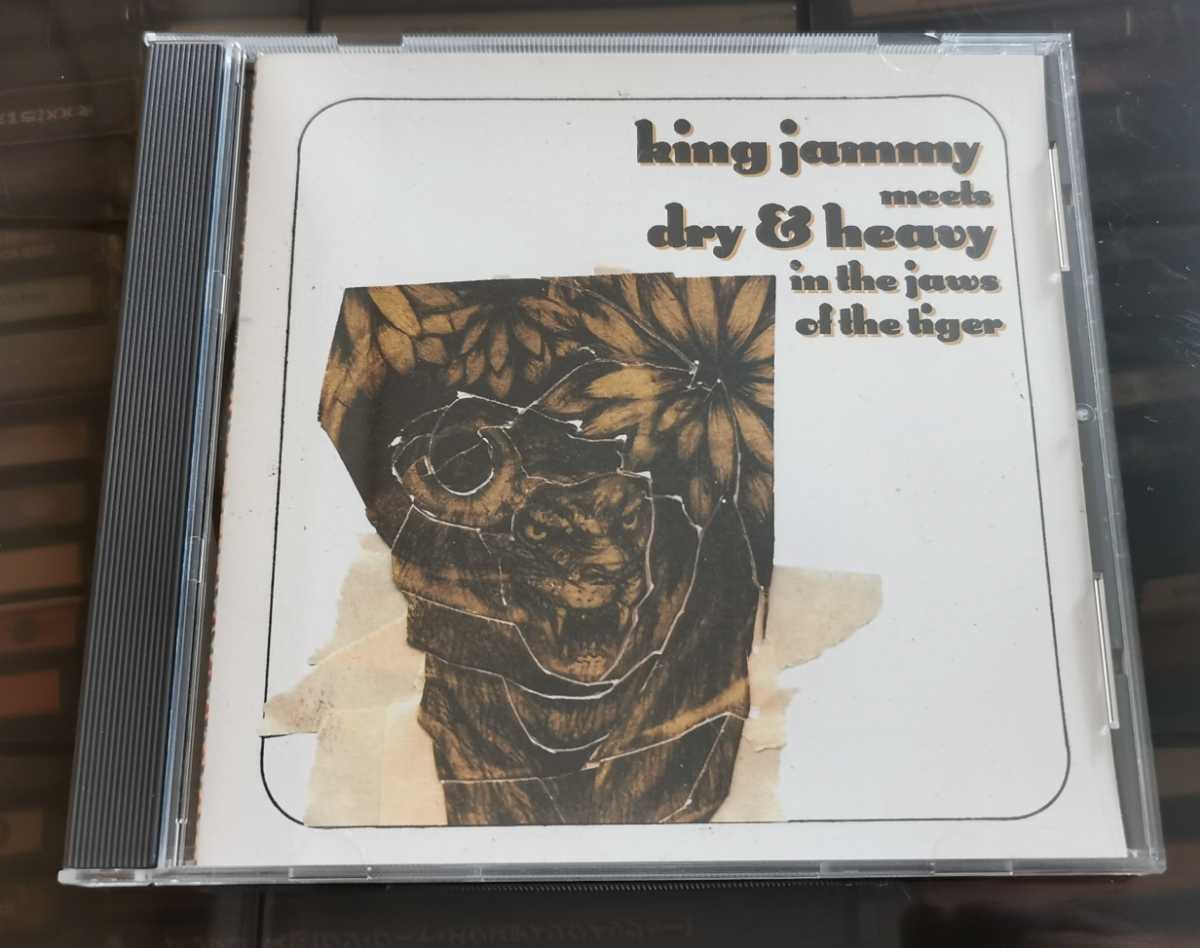 king jammy
meets
dry & heavy
in the jaws
of the tiger